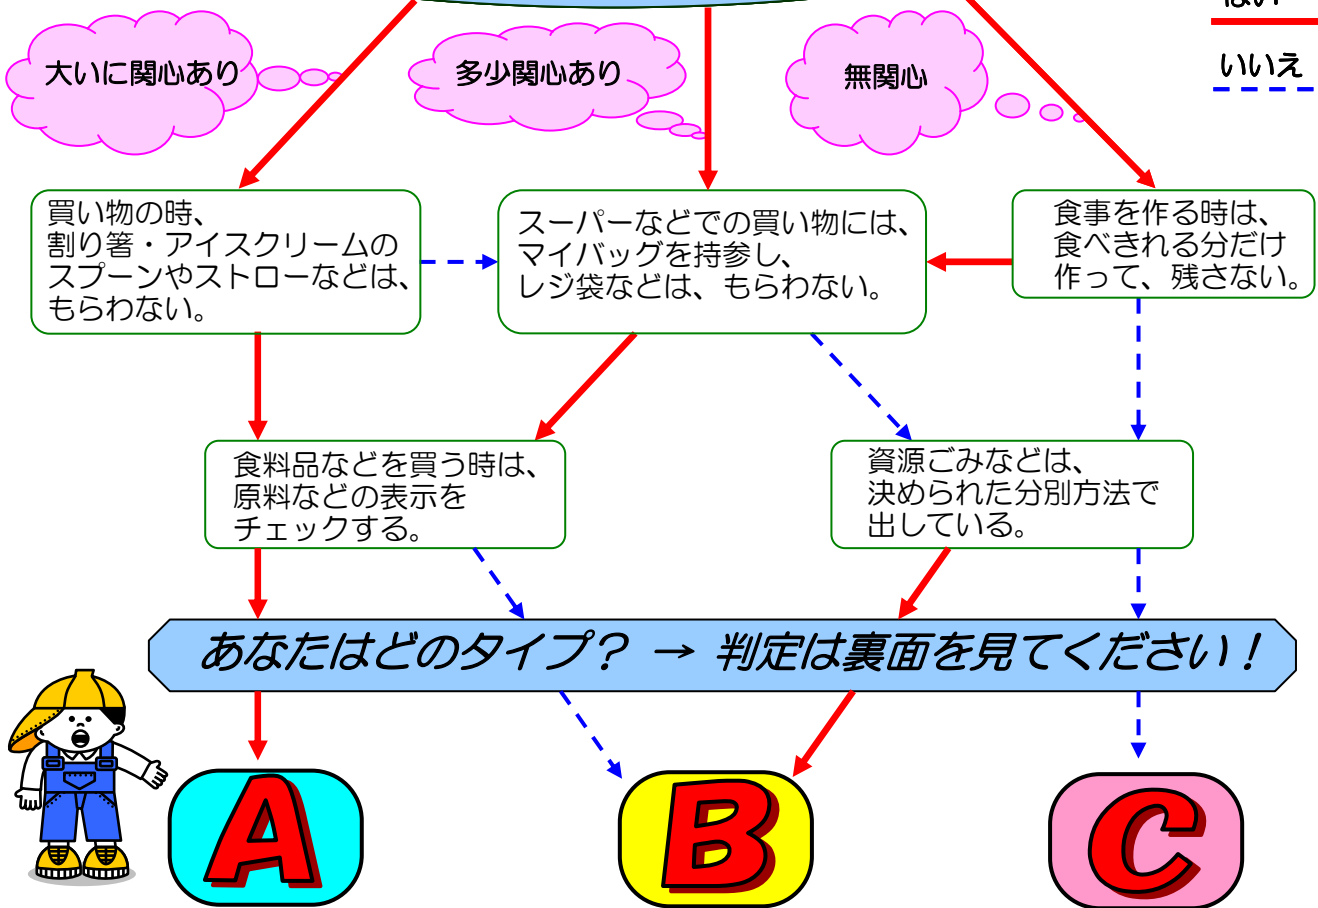 はい
いいえ
大いに関心あり
多少関心あり
無関心
買い物の時、
割り箸・アイスクリームの
スプーンやストローなどは、
もらわない。
スーパーなどでの買い物には、
マイバッグを持参し、
レジ袋などは、もらわない。
食事を作る時は、
食べきれる分だけ
作って、残さない。
食料品などを買う時は、
原料などの表示を
チェックする。
資源ごみなどは、
決められた分別方法で
出している。
あなたはどのタイプ？ → 判定は裏面を見てください！
A
B
C